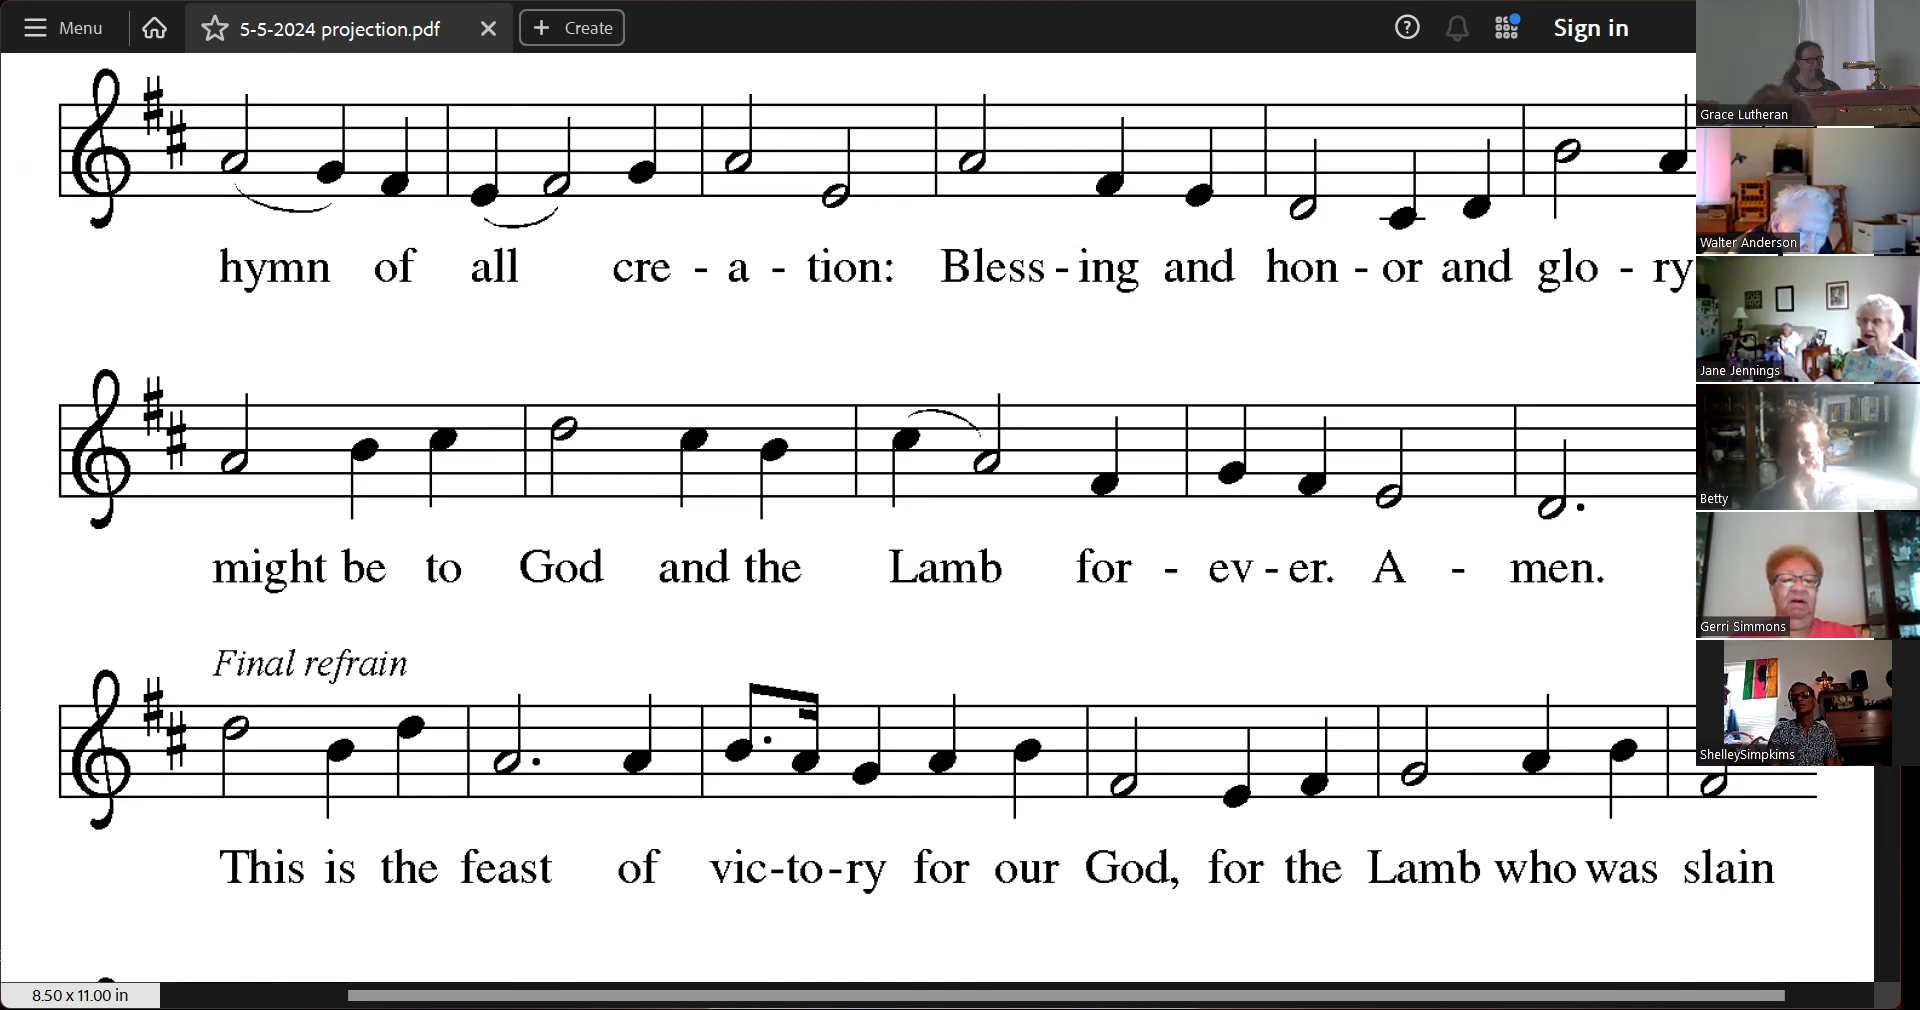 Menu
5-5-2024 projection.pdf
Create
Sign in
hymn of all cre - a - tion: Bless - ing and hon - or and glo - ry
might be to God and the Lamb for - ev - er. A - men.
Final refrain
This is the feast of vic - to - ry for our God, for the Lamb who was slain
8.50 x 11.00 in
Grace Lutheran
Walter Anderson
Jane Jennings
Betty
Gerri Simmons
ShelleySimpkims